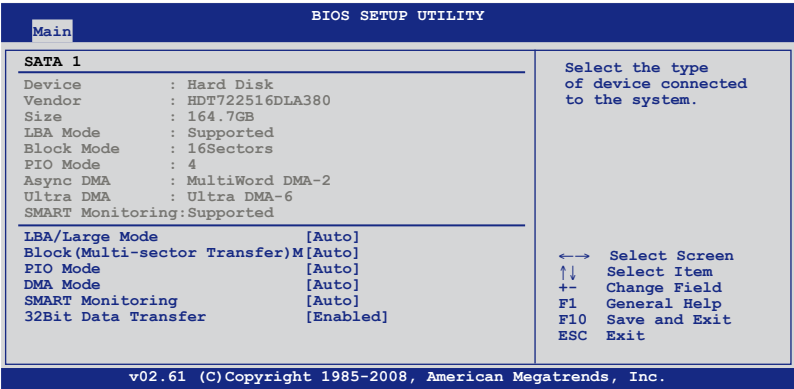 BIOS SETUP UTILITY
Main
SATA 1
Device : Hard Disk
Vendor : HDT722516DLA380
Size : 164.7GB
LBA Mode : Supported
Block Mode : 16Sectors
PIO Mode : 4
Async DMA : MultiWord DMA-2
Ultra DMA : Ultra DMA-6
SMART Monitoring:Supported
LBA/Large Mode [Auto]
Block(Multi-sector Transfer)M[Auto]
PIO Mode [Auto]
DMA Mode [Auto]
SMART Monitoring [Auto]
32Bit Data Transfer [Enabled]
Select the type
of device connected
to the system.
←→ Select Screen
↑↓ Select Item
+- Change Field
F1 General Help
F10 Save and Exit
ESC Exit
v02.61 (C)Copyright 1985-2008, American Megatrends, Inc.